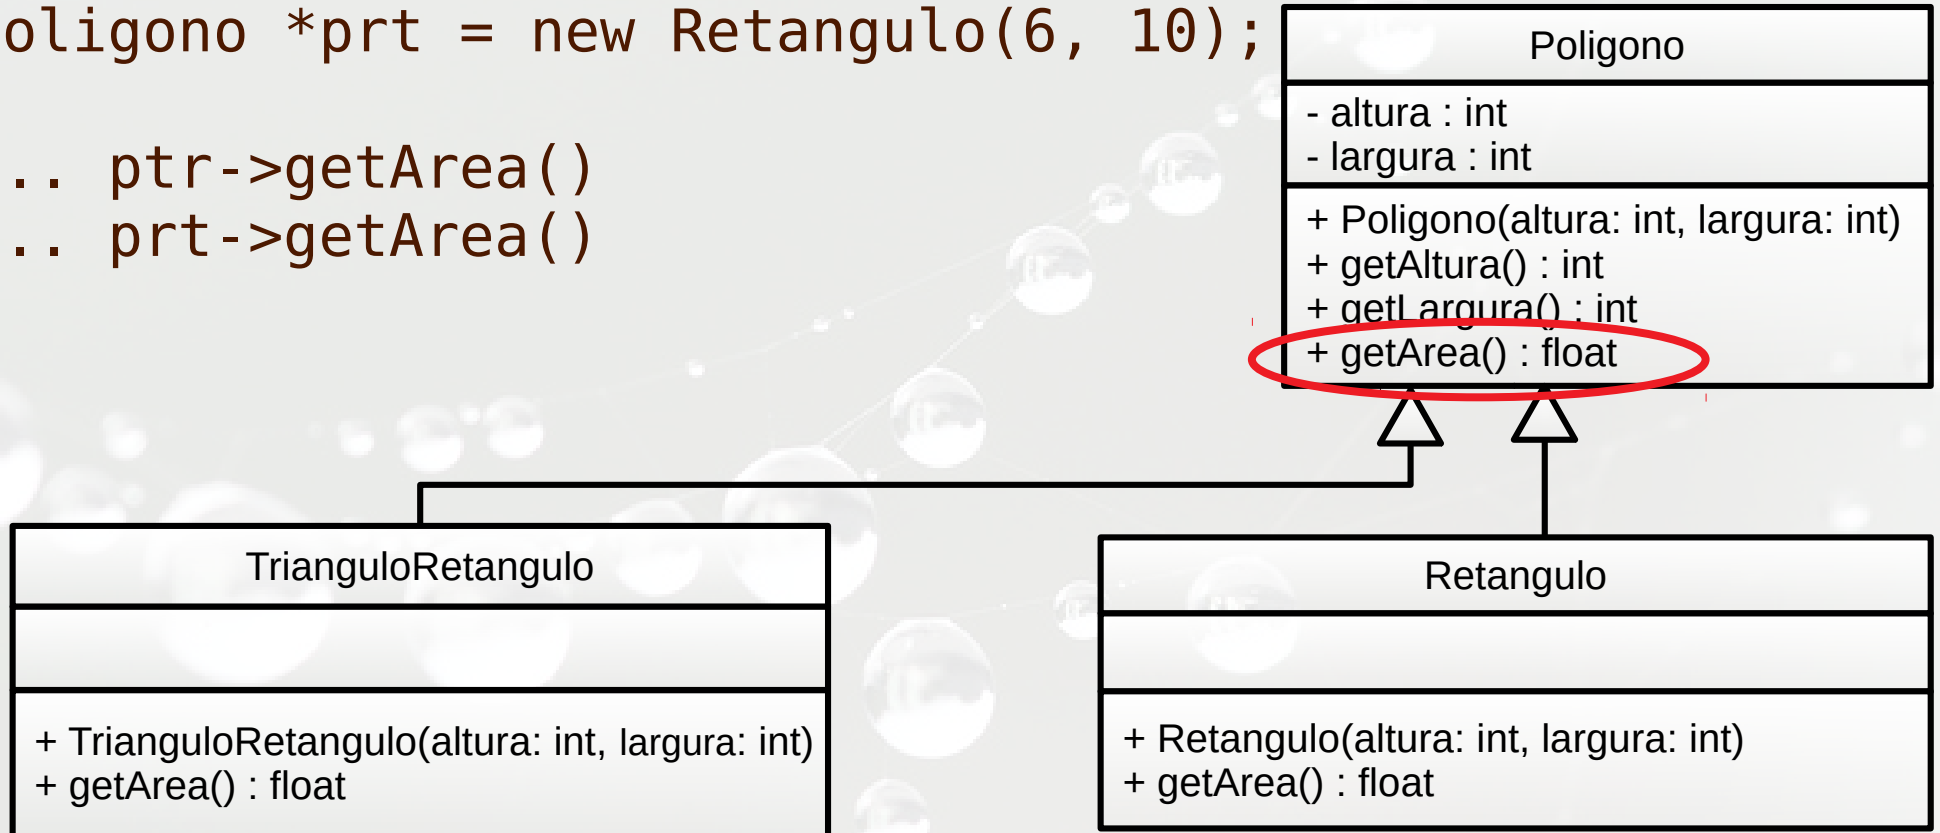 oligono *prt = new Retangulo(6, 10);
.. ptr->getArea()
.. prt->getArea()
Poligono
- altura : int
- largura : int
+ Poligono(altura: int, largura: int)
+ getAltura() : int
+ getLargura() : int
+ getArea() : float
TrianguloRetangulo
+ TrianguloRetangulo(altura: int, largura: int)
+ getArea() : float
Retangulo
+ Retangulo(altura: int, largura: int)
+ getArea() : float